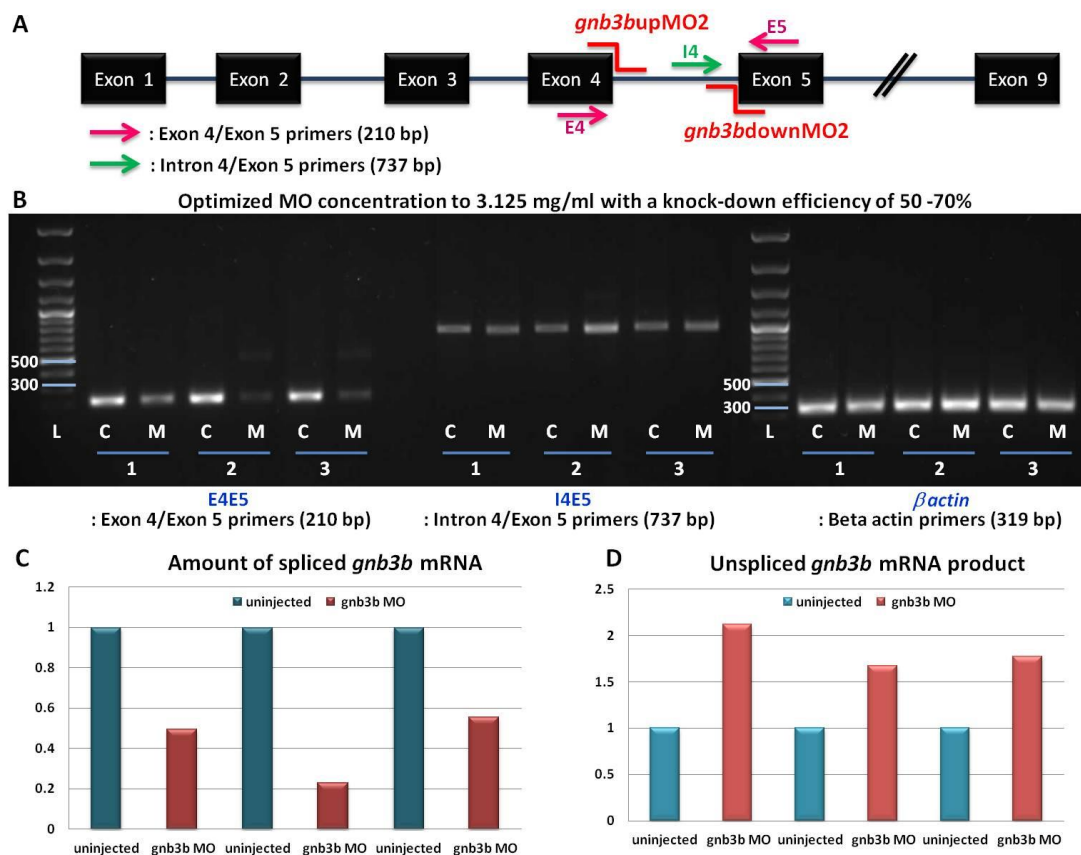 A
gnb3bupMO2
E5
I4
Exon 1 Exon 2 Exon 3 Exon 4 Exon 5 Exon 9
E4
gnb3bdownMO2
: Exon 4/Exon 5 primers (210 bp)
: Intron 4/Exon 5 primers (737 bp)
B Optimized MO concentration to 3.125 mg/ml with a knock-down efficiency of 50 -70%
500
300
500
300
L C M C M C M C M C M C M L C M C M C M
1 2 3 1 2 3 1 2 3
E4E5 I4E5 βactin
: Exon 4/Exon 5 primers (210 bp) : Intron 4/Exon 5 primers (737 bp) : Beta actin primers (319 bp)
C Amount of spliced gnb3b mRNA
1.2
uninjected gnb3b MO
1
0.8
0.6
0.4
0.2
0
uninjected gnb3b MO uninjected gnb3b MO uninjected gnb3b MO
D Unspliced gnb3b mRNA product
2.5
uninjected gnb3b MO
2
1.5
1
0.5
0
uninjected gnb3b MO uninjected gnb3b MO uninjected gnb3b MO